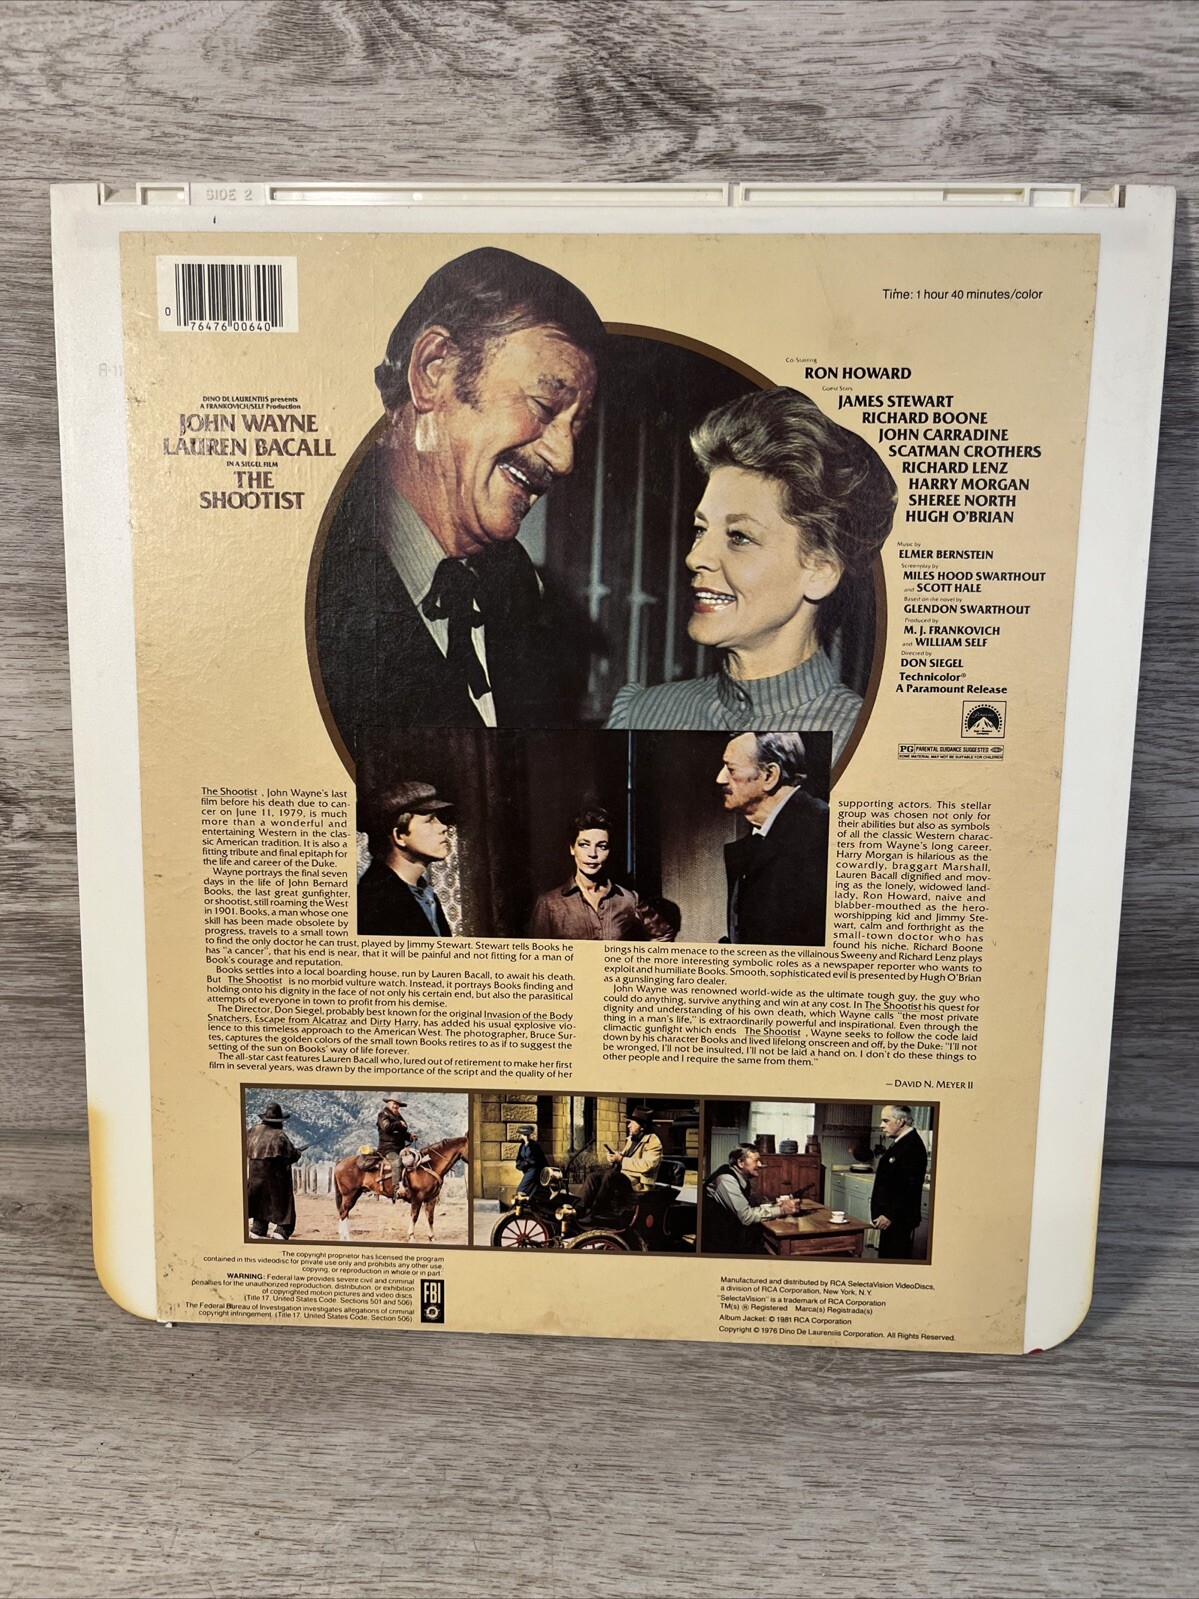 SIDE 2
0 76476 00640
Time: 1 hour 40 minutes/color
DINO DE LAURENTIIS presents
A FRANKOVICH/SELF Production
JOHN WAYNE
LAUREN BACALL
IN A SIEGEL FILM
THE
SHOOTIST
Co-Starring
RON HOWARD
Guest Stars
JAMES STEWART
RICHARD BOONE
JOHN CARRADINE
SCATMAN CROTHERS
RICHARD LENZ
HARRY MORGAN
SHEREE NORTH
HUGH O'BRIAN
Music by
ELMER BERNSTEIN
Screenplay by
MILES HOOD SWARTHOUT
and SCOTT HALE
Based on the novel by
GLENDON SWARTHOUT
Produced by
M. J. FRANKOVICH
and WILLIAM SELF
Directed by
DON SIEGEL
Technicolor®
A Paramount Release
PG PARENTAL GUIDANCE SUGGESTED
SOME MATERIAL MAY NOT BE SUITABLE FOR CHILDREN
The Shootist , John Wayne's last
film before his death due to can-
cer on June 11, 1979, is much
more than a wonderful and
entertaining Western in the clas-
sic American tradition. It is also a
fitting tribute and final epitaph for
the life and career of the Duke.
Wayne portrays the final seven
days in the life of John Bernard
Books, the last great gunfighter,
or shootist, still roaming the West
in 1901. Books, a man whose one
skill has been made obsolete by
progress, travels to a small town
to find the only doctor he can trust, played by Jimmy Stewart. Stewart tells Books he
has "a cancer", that his end is near, that it will be painful and not fitting for a man of
Book's courage and reputation.
Books settles into a local boarding house, run by Lauren Bacall, to await his death.
But The Shootist is no morbid vulture watch. Instead, it portrays Books finding and
holding onto his dignity in the face of not only his certain end, but also the parasitical
attempts of everyone in town to profit from his demise.
The Director, Don Siegel, probably best known for the original Invasion of the Body
Snatchers, Escape from Alcatraz and Dirty Harry, has added his usual explosive vio-
lence to this timeless approach to the American West. The photographer, Bruce Sur-
tes, captures the golden colors of the small town Books retires to as if to suggest the
setting of the sun on Books' way of life forever.
The all-star cast features Lauren Bacall who, lured out of retirement to make her first
film in several years, was drawn by the importance of the script and the quality of her
supporting actors. This stellar
group was chosen not only for
their abilities but also as symbols
of all the classic Western charac-
ters from Wayne's long career.
Harry Morgan is hilarious as the
cowardly, braggart Marshall,
Lauren Bacall dignified and mov-
ing as the lonely, widowed land-
lady, Ron Howard, naive and
blabber-mouthed as the hero-
worshipping kid and Jimmy Ste-
wart, calm and forthright as the
small-town doctor who has
found his niche. Richard Boone
brings his calm menace to the screen as the villainous Sweeny and Richard Lenz plays
one of the more interesting symbolic roles as a newspaper reporter who wants to
exploit and humiliate Books. Smooth, sophisticated evil is presented by Hugh O'Brian
as a gunslinging faro dealer.
John Wayne was renowned world-wide as the ultimate tough guy, the guy who
could do anything, survive anything and win at any cost. In The Shootist his quest for
dignity and understanding of his own death, which Wayne calls "the most private
thing in a man's life," is extraordinarily powerful and inspirational. Even through the
climactic gunfight which ends The Shootist , Wayne seeks to follow the code laid
down by his character Books and lived lifelong onscreen and off, by the Duke: "I'll not
be wronged, I'll not be insulted, I'll not be laid a hand on. I don't do these things to
other people and I require the same from them."
— DAVID N. MEYER II
The copyright proprietor has licensed the program
contained in this videodisc for private use only and prohibits any other use,
copying, or reproduction in whole or in part.
WARNING: Federal law provides severe civil and criminal
penalties for the unauthorized reproduction, distribution, or exhibition
of copyrighted motion pictures and video discs
(Title 17, United States Code, Sections 501 and 506)
The Federal Bureau of Investigation investigates allegations of criminal
copyright infringement. (Title 17, United States Code, Section 506)
FBI
Manufactured and distributed by RCA SelectaVision VideoDiscs,
a division of RCA Corporation, New York, N.Y.
"SelectaVision" is a trademark of RCA Corporation
TM(s) ® Registered Marca(s) Registrada(s)
Album Jacket: © 1981 RCA Corporation
Copyright © 1976 Dino De Laurentiis Corporation. All Rights Reserved.